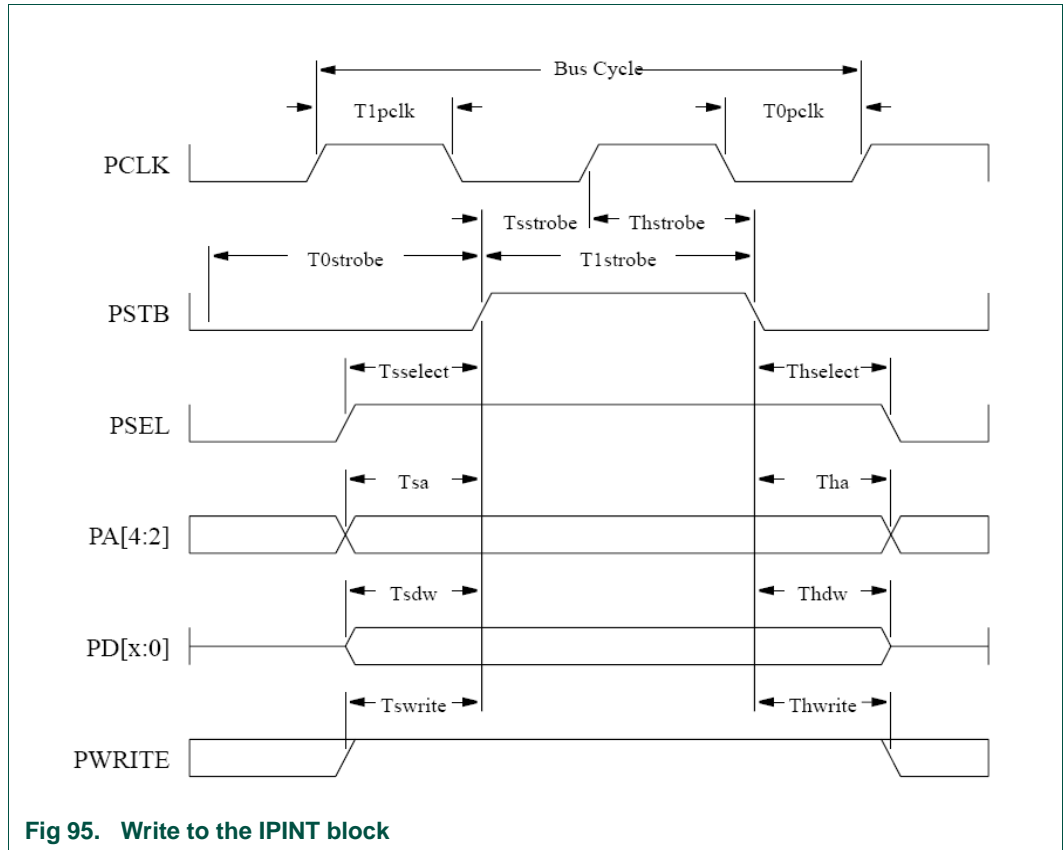 Bus Cycle
T1pclk T0pclk
PCLK
Tsstrobe Thstrobe
T0strobe T1strobe
PSTB
Tsselect Thselect
PSEL
Tsa Tha
PA[4:2]
Tsdw Thdw
PD[x:0]
Tswrite Thwrite
PWRITE
Fig 95. Write to the IPINT block